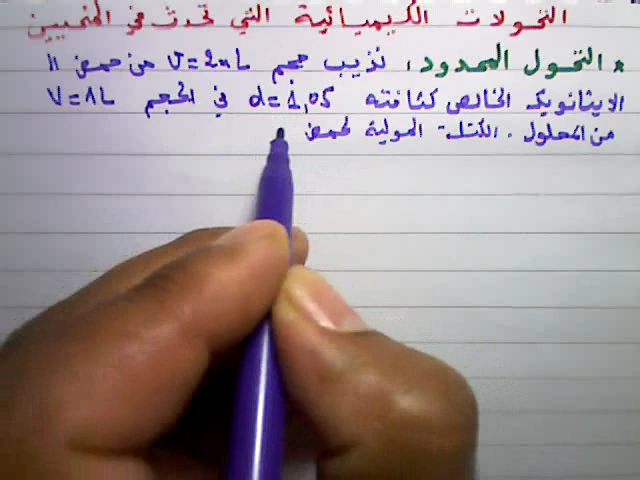 التحولات الكيميائية التي تحدث في المنحيين
* التحول المحدود: نذيب حجم V=2mL من حمض ال
الايثانويك الخالص كثافته d=1,05 في الحجم V=1L
من المحلول. الكتلة المولية لحمض